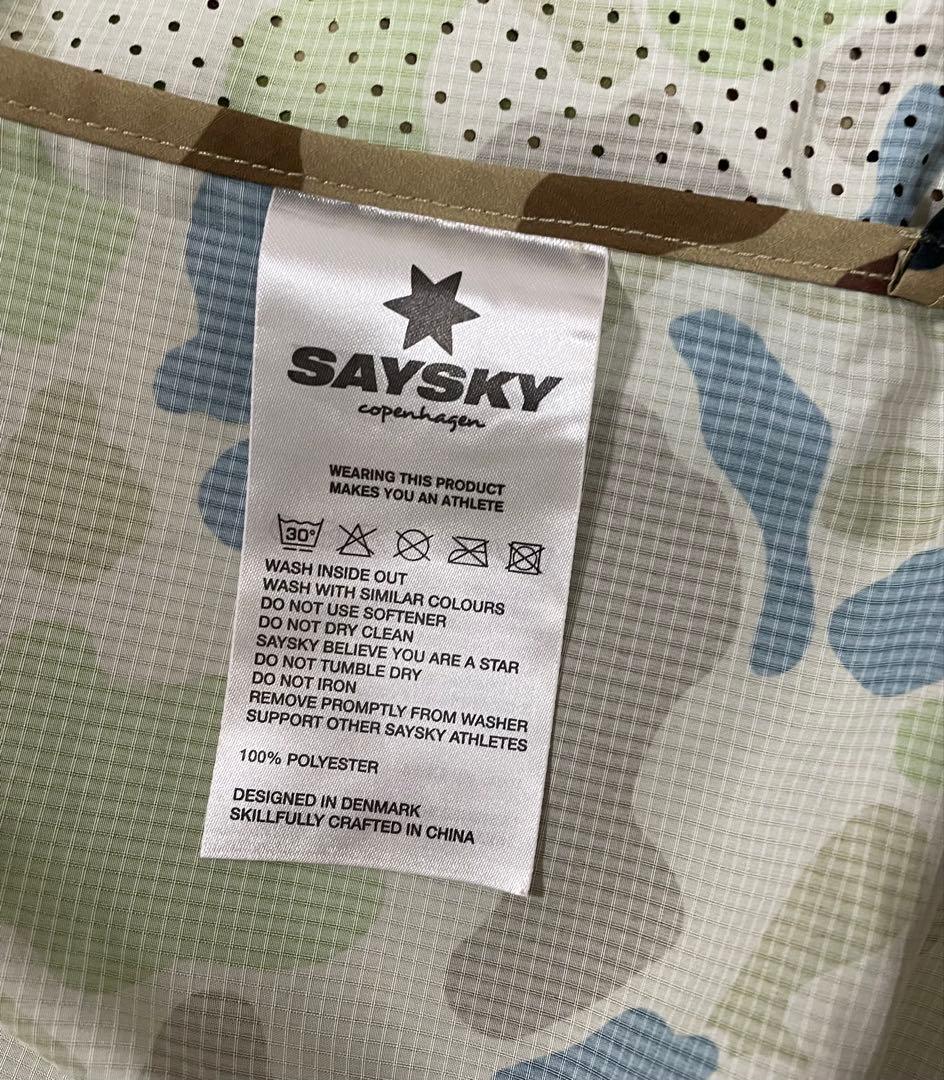 SAYSKY
copenhagen
WEARING THIS PRODUCT
MAKES YOU AN ATHLETE
30°
WASH INSIDE OUT
WASH WITH SIMILAR COLOURS
DO NOT USE SOFTENER
DO NOT DRY CLEAN
SAYSKY BELIEVE YOU ARE A STAR
DO NOT TUMBLE DRY
DO NOT IRON
REMOVE PROMPTLY FROM WASHER
SUPPORT OTHER SAYSKY ATHLETES
100% POLYESTER
DESIGNED IN DENMARK
SKILLFULLY CRAFTED IN CHINA